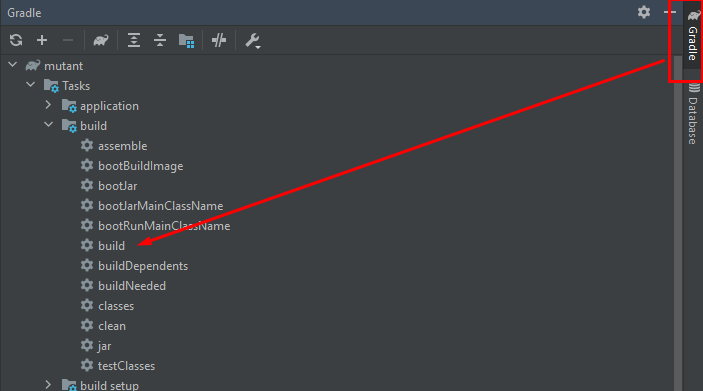 Gradle
mutant
Tasks
application
build
assemble
bootBuildImage
bootJar
bootJarMainClassName
bootRunMainClassName
build
buildDependents
buildNeeded
classes
clean
jar
testClasses
build setup
Gradle
Database